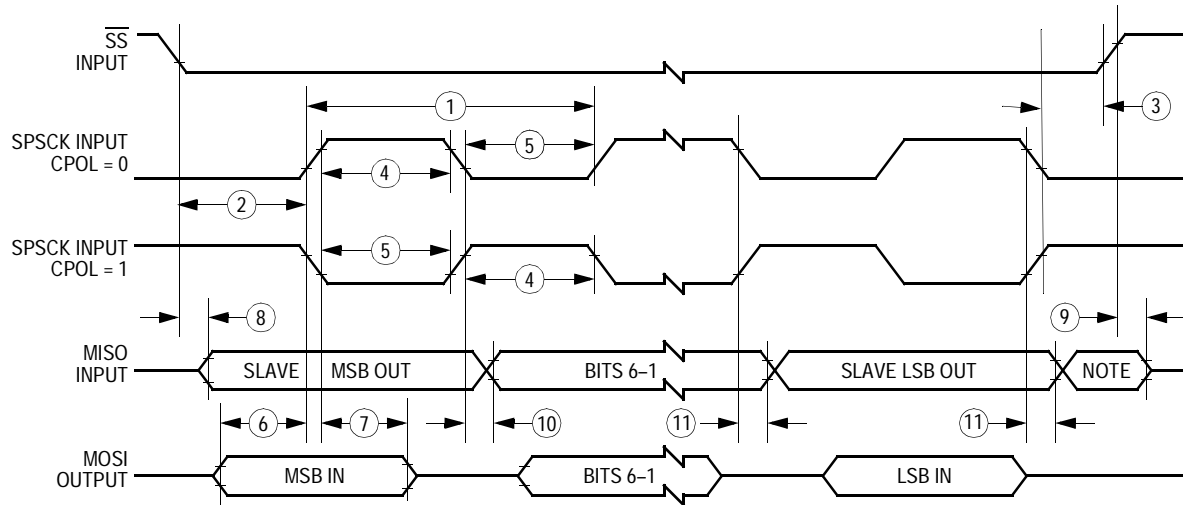 SS
INPUT
1
3
SPSCK INPUT
CPOL = 0
5
4
2
SPSCK INPUT
CPOL = 1
5
4
8
9
MISO
INPUT
SLAVE MSB OUT
BITS 6–1
SLAVE LSB OUT
NOTE
6
7
10
11
11
MOSI
OUTPUT
MSB IN
BITS 6–1
LSB IN